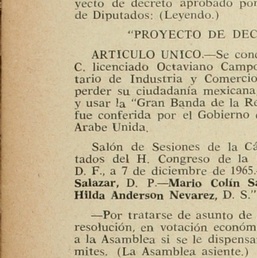 yecto de decreto aprobado por
de Diputados: (Leyendo.)
"PROYECTO DE DEC
ARTICULO UNICO.—Se conc
C. licenciado Octaviano Campo
tario de Industria y Comercio
perder su ciudadanía mexicana
y usar la "Gran Banda de la Re
fue conferida por el Gobierno d
Arabe Unida.
Salón de Sesiones de la Cá
tados del H. Congreso de la
D. F., a 7 de diciembre de 1965.
Salazar, D. P.—Mario Colín Sa
Hilda Anderson Nevarez, D. S."
—Por tratarse de asunto de
resolución, en votación económ
a la Asamblea si se le dispensa
mites. (La Asamblea asiente.)